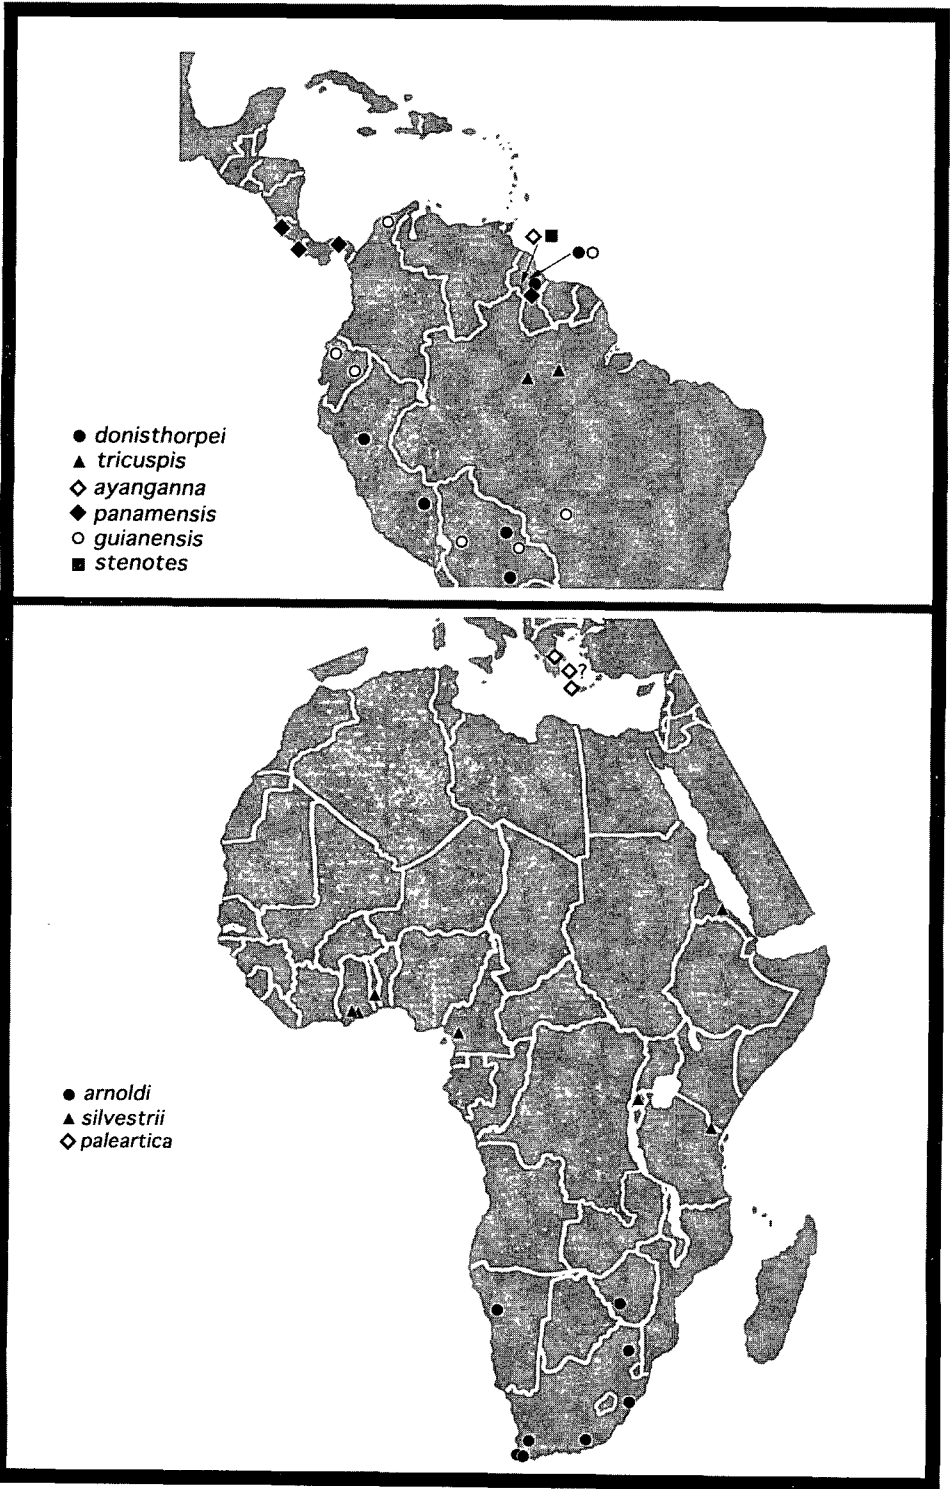 donisthorpei
tricuspis
ayanganna
panamensis
guianensis
stenotes
?
arnoldi
silvestrii
paleartica